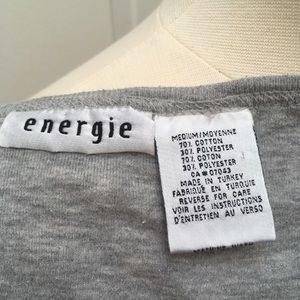 energie
MEDIUM/MOYENNE
70% COTTON
30% POLYESTER
70% COTON
30% POLYESTER
CA 07043
MADE IN TURKEY
FABRIQUE EN TURQUIE
REVERSE FOR CARE
VOIR LES INSTRUCTIONS
D'ENTRETIEN AU VERSO